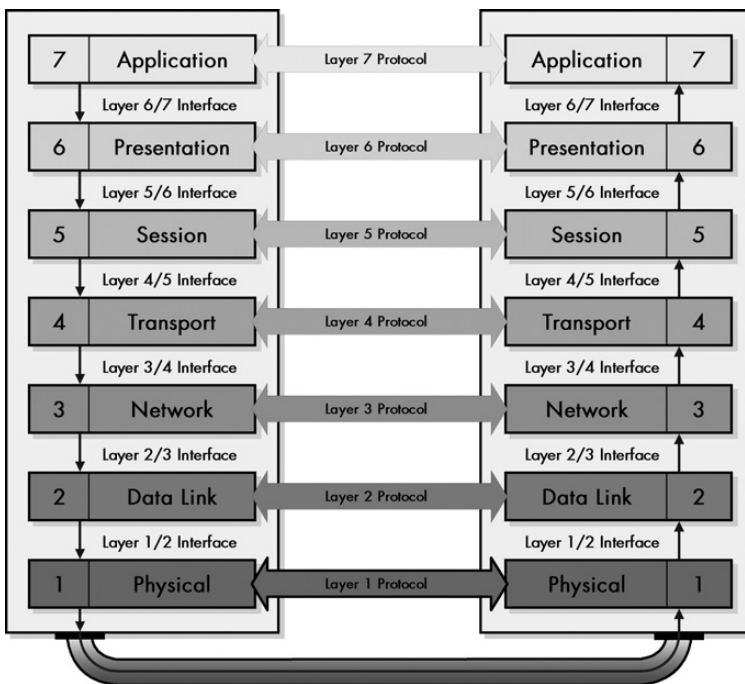 7 Application Layer 7 Protocol Application 7
Layer 6/7 Interface Layer 6/7 Interface
6 Presentation Layer 6 Protocol Presentation 6
Layer 5/6 Interface Layer 5/6 Interface
5 Session Layer 5 Protocol Session 5
Layer 4/5 Interface Layer 4/5 Interface
4 Transport Layer 4 Protocol Transport 4
Layer 3/4 Interface Layer 3/4 Interface
3 Network Layer 3 Protocol Network 3
Layer 2/3 Interface Layer 2/3 Interface
2 Data Link Layer 2 Protocol Data Link 2
Layer 1/2 Interface Layer 1/2 Interface
1 Physical Layer 1 Protocol Physical 1